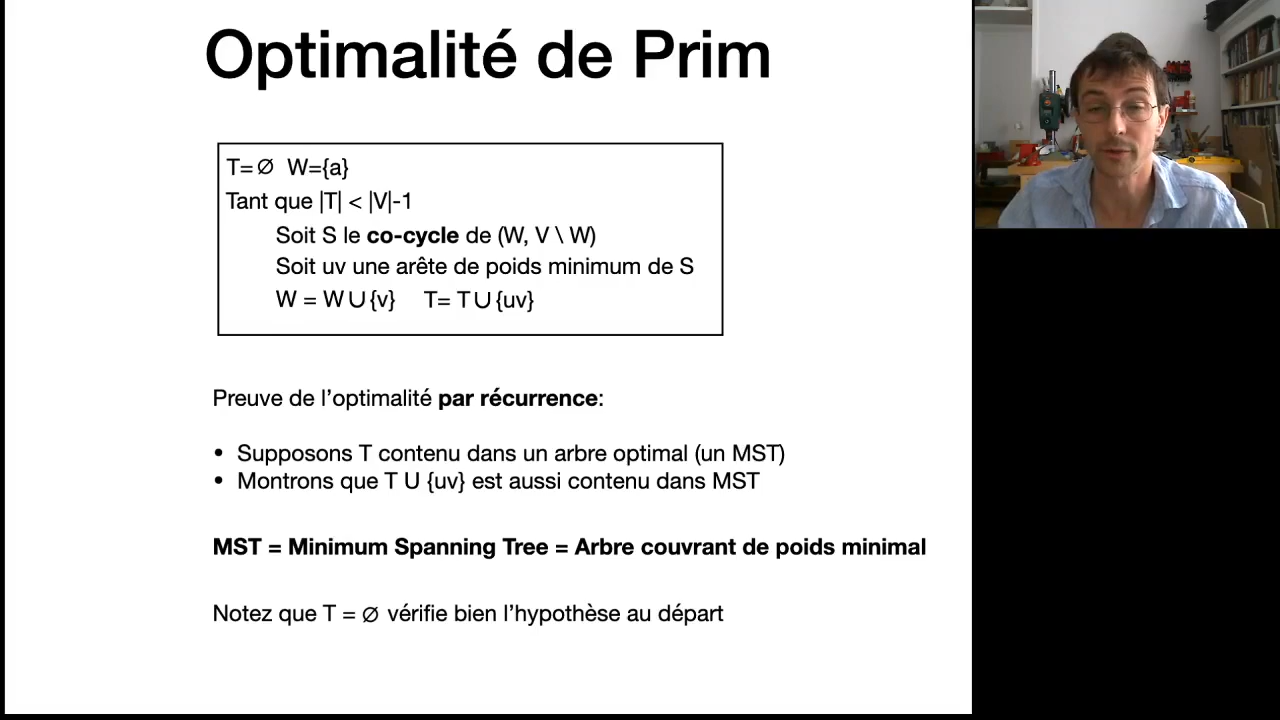 Optimalité de Prim
T=∅ W={a}
Tant que |T| < |V|-1
Soit S le co-cycle de (W, V \ W)
Soit uv une arête de poids minimum de S
W = W∪{v} T= T∪{uv}
Preuve de l’optimalité par récurrence:
• Supposons T contenu dans un arbre optimal (un MST)
• Montrons que T U {uv} est aussi contenu dans MST
MST = Minimum Spanning Tree = Arbre couvrant de poids minimal
Notez que T = ∅ vérifie bien l’hypothèse au départ